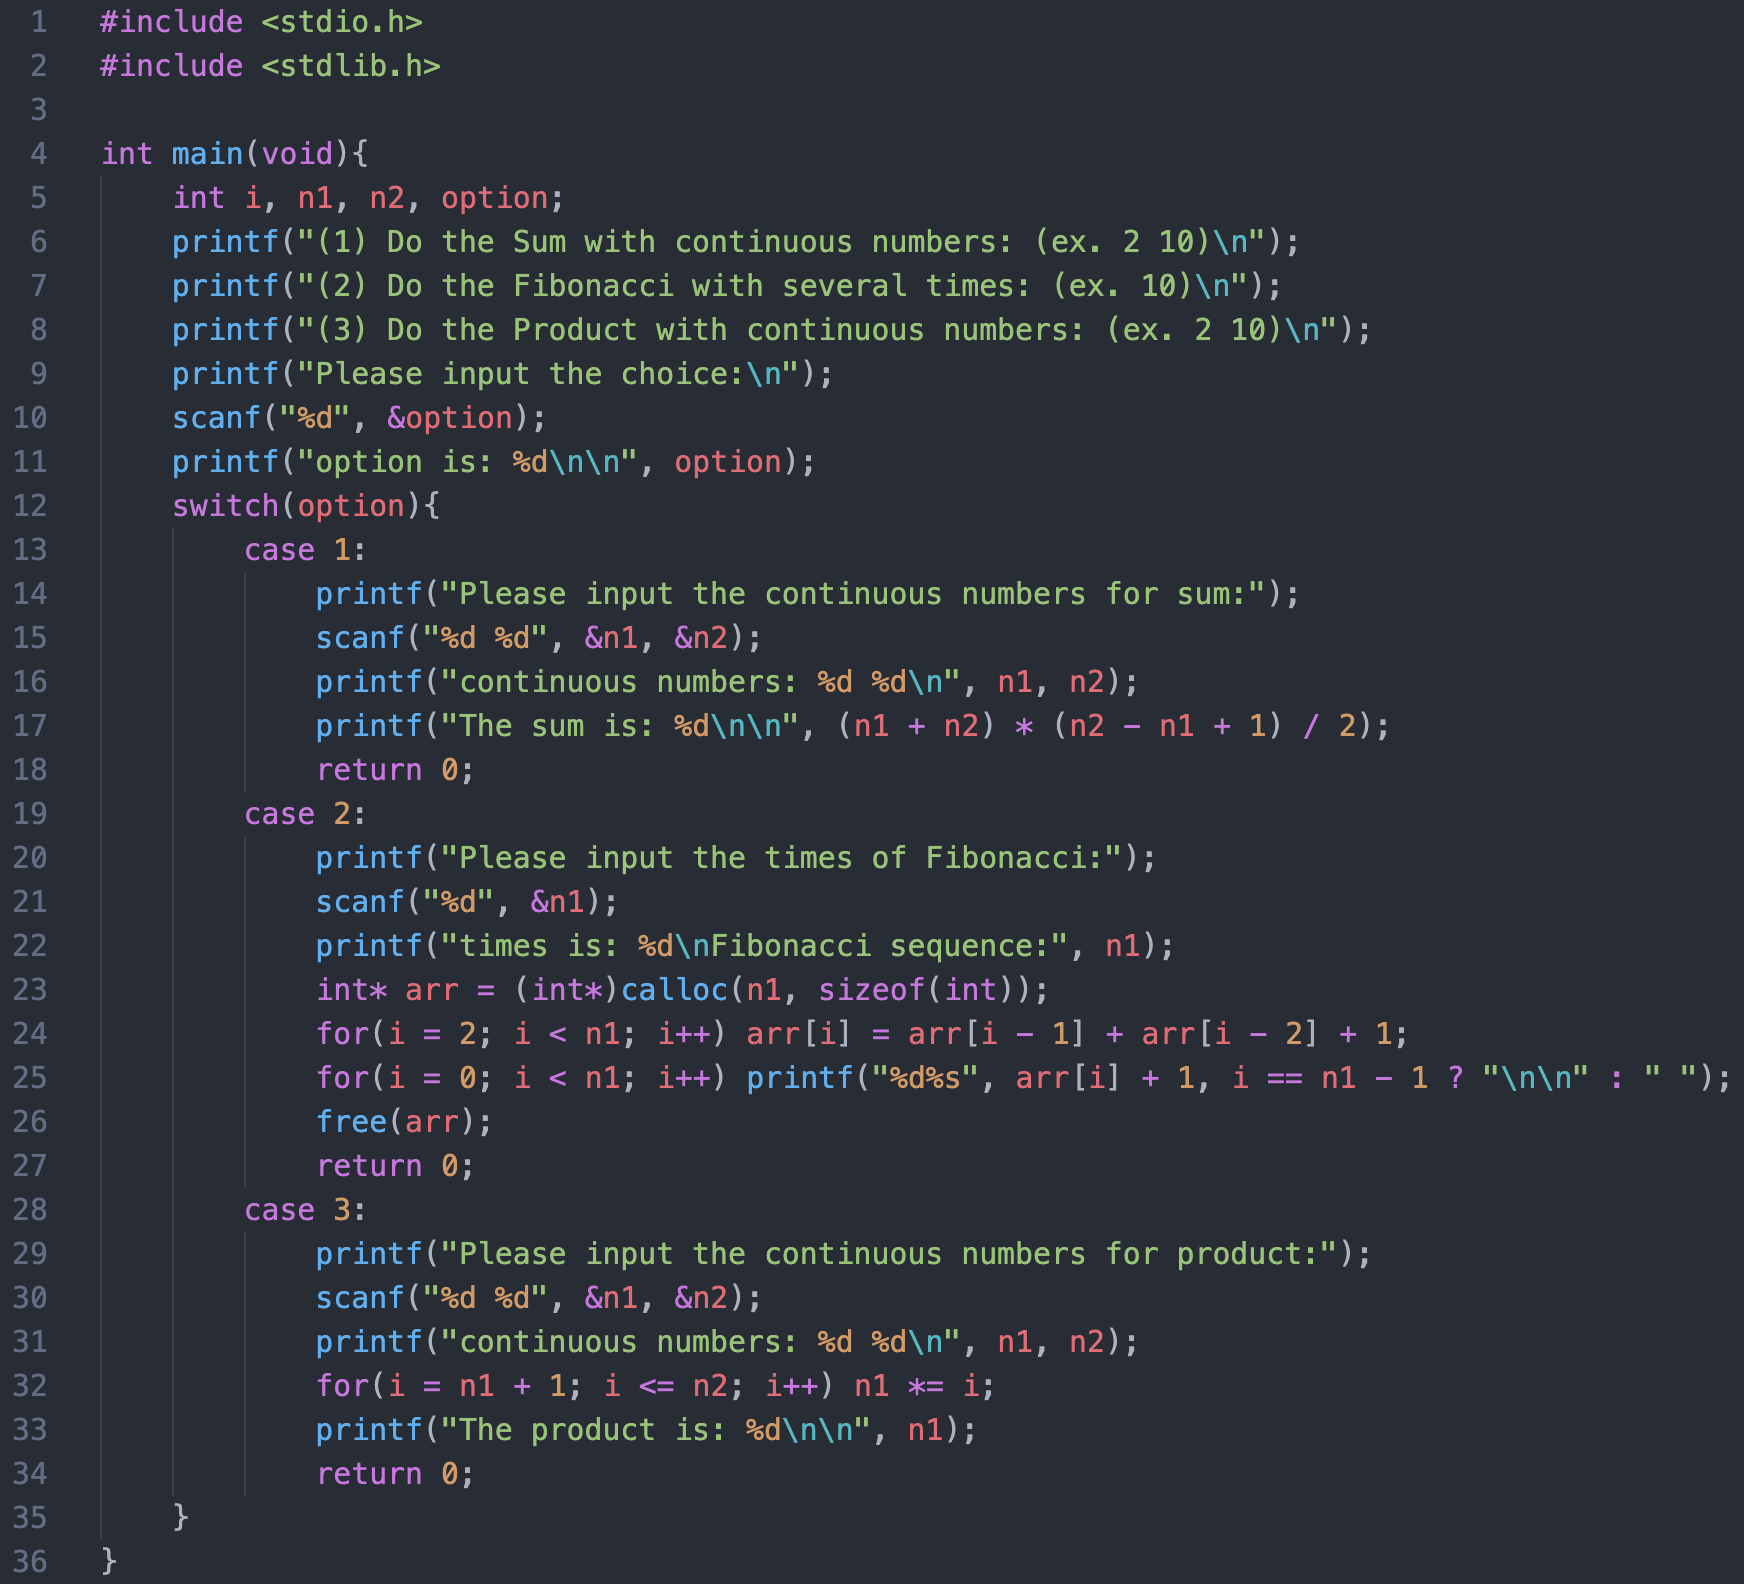 1 #include <stdio.h>
2 #include <stdlib.h>
3
4 int main(void){
5     int i, n1, n2, option;
6     printf("(1) Do the Sum with continuous numbers: (ex. 2 10)\n");
7     printf("(2) Do the Fibonacci with several times: (ex. 10)\n");
8     printf("(3) Do the Product with continuous numbers: (ex. 2 10)\n");
9     printf("Please input the choice:\n");
10     scanf("%d", &option);
11     printf("option is: %d\n\n", option);
12     switch(option){
13         case 1:
14             printf("Please input the continuous numbers for sum:");
15             scanf("%d %d", &n1, &n2);
16             printf("continuous numbers: %d %d\n", n1, n2);
17             printf("The sum is: %d\n\n", (n1 + n2) * (n2 - n1 + 1) / 2);
18             return 0;
19         case 2:
20             printf("Please input the times of Fibonacci:");
21             scanf("%d", &n1);
22             printf("times is: %d\nFibonacci sequence:", n1);
23             int* arr = (int*)calloc(n1, sizeof(int));
24             for(i = 2; i < n1; i++) arr[i] = arr[i - 1] + arr[i - 2] + 1;
25             for(i = 0; i < n1; i++) printf("%d%s", arr[i] + 1, i == n1 - 1 ? "\n\n" : " ");
26             free(arr);
27             return 0;
28         case 3:
29             printf("Please input the continuous numbers for product:");
30             scanf("%d %d", &n1, &n2);
31             printf("continuous numbers: %d %d\n", n1, n2);
32             for(i = n1 + 1; i <= n2; i++) n1 *= i;
33             printf("The product is: %d\n\n", n1);
34             return 0;
35     }
36 }